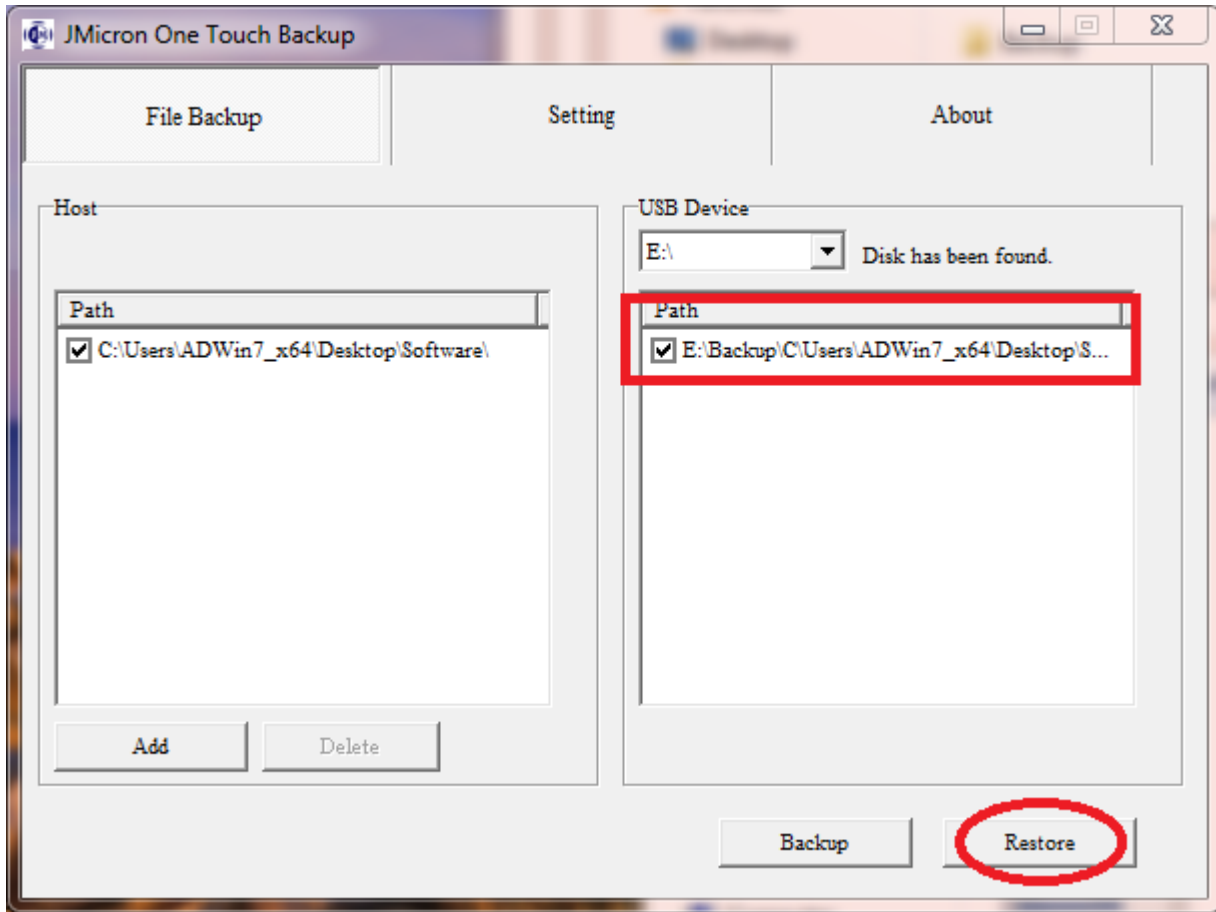 JMicron One Touch Backup
File Backup
Setting
About
Host
USB Device
E:\
Disk has been found.
Path
C:\Users\ADWin7_x64\Desktop\Software\
Path
E:\Backup\C\Users\ADWin7_x64\Desktop\S...
Add
Delete
Backup
Restore